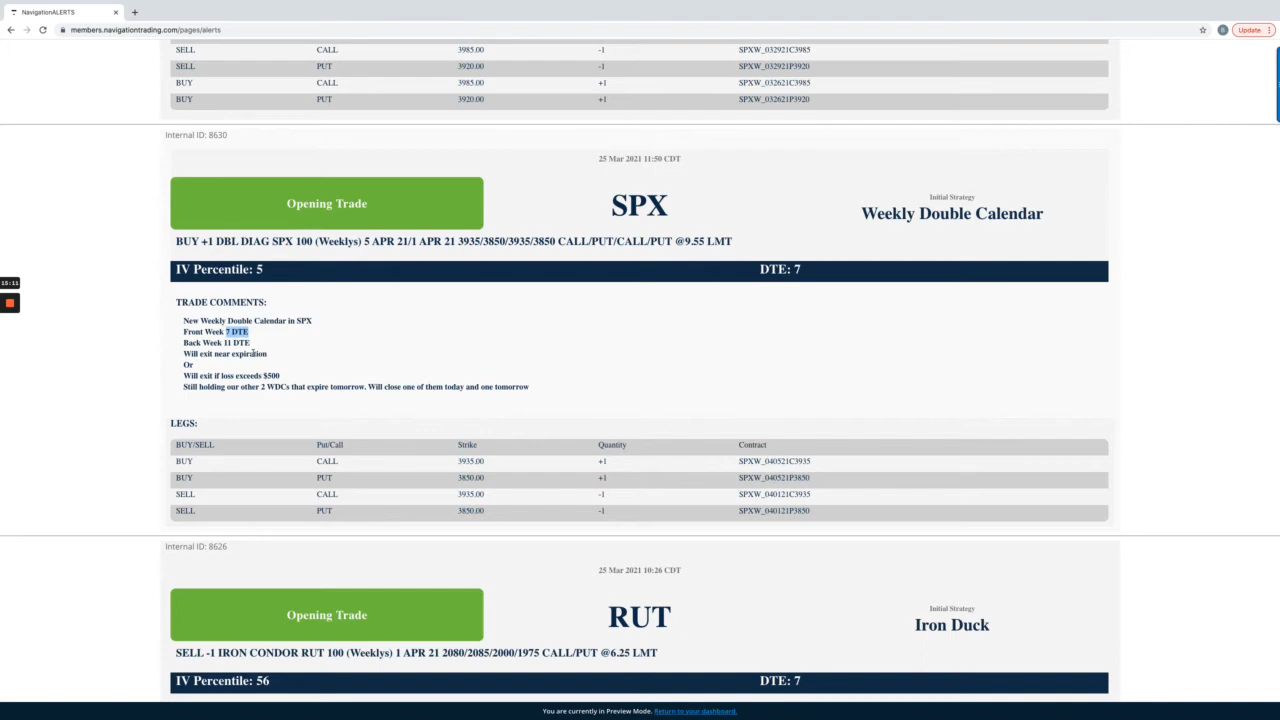 NavigationALERTS
members.navigationtrading.com/pages/alerts
B
Update
SELL CALL 3985.00 -1 SPXW_032921C3985
SELL PUT 3920.00 -1 SPXW_032921P3920
BUY CALL 3985.00 +1 SPXW_032621C3985
BUY PUT 3920.00 +1 SPXW_032621P3920
Internal ID: 8630
25 Mar 2021 11:50 CDT
Opening Trade
SPX
Initial Strategy
Weekly Double Calendar
BUY +1 DBL DIAG SPX 100 (Weeklys) 5 APR 21/1 APR 21 3935/3850/3935/3850 CALL/PUT/CALL/PUT @9.55 LMT
IV Percentile: 5 DTE: 7
15:11
TRADE COMMENTS:
New Weekly Double Calendar in SPX
Front Week 7 DTE
Back Week 11 DTE
Will exit near expiration
Or
Will exit if loss exceeds $500
Still holding our other 2 WDCs that expire tomorrow. Will close one of them today and one tomorrow
LEGS:
BUY/SELL Put/Call Strike Quantity Contract
BUY CALL 3935.00 +1 SPXW_040521C3935
BUY PUT 3850.00 +1 SPXW_040521P3850
SELL CALL 3935.00 -1 SPXW_040121C3935
SELL PUT 3850.00 -1 SPXW_040121P3850
Internal ID: 8626
25 Mar 2021 10:26 CDT
Opening Trade
RUT
Initial Strategy
Iron Duck
SELL -1 IRON CONDOR RUT 100 (Weeklys) 1 APR 21 2080/2085/2000/1975 CALL/PUT @6.25 LMT
IV Percentile: 56 DTE: 7
You are currently in Preview Mode. Return to your dashboard.